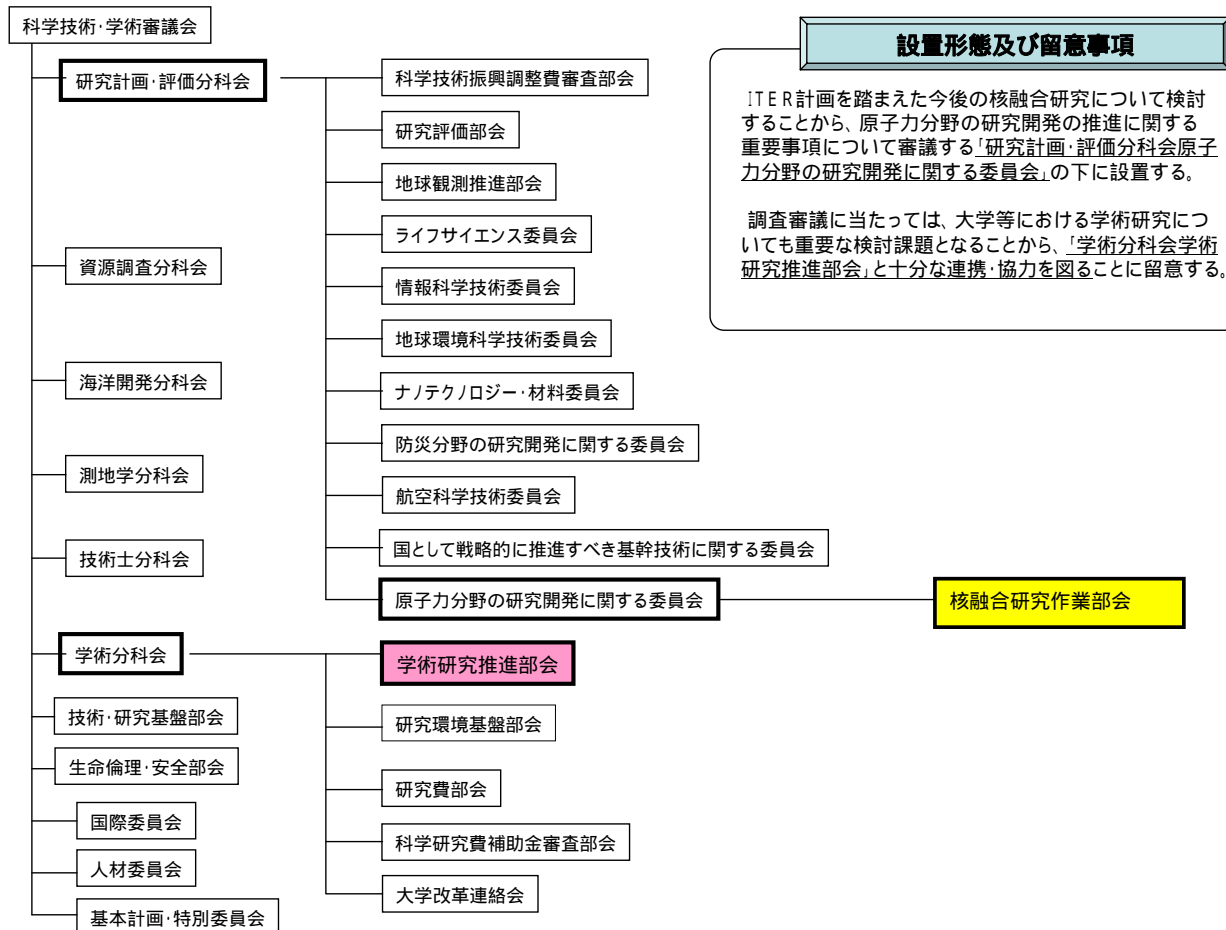 科学技術・学術審議会
研究計画・評価分科会
資源調査分科会
海洋開発分科会
測地学分科会
技術士分科会
学術分科会
技術・研究基盤部会
生命倫理・安全部会
国際委員会
人材委員会
基本計画・特別委員会
科学技術振興調整費審査部会
研究評価部会
地球観測推進部会
ライフサイエンス委員会
情報科学技術委員会
地球環境科学技術委員会
ナノテクノロジー・材料委員会
防災分野の研究開発に関する委員会
航空科学技術委員会
国として戦略的に推進すべき基幹技術に関する委員会
原子力分野の研究開発に関する委員会
核融合研究作業部会
学術研究推進部会
研究環境基盤部会
研究費部会
科学研究費補助金審査部会
大学改革連絡会
設置形態及び留意事項
ITER計画を踏まえた今後の核融合研究について検討
することから、原子力分野の研究開発の推進に関する
重要事項について審議する「研究計画・評価分科会原子
力分野の研究開発に関する委員会」の下に設置する。
調査審議に当たっては、大学等における学術研究につ
いても重要な検討課題となることから、「学術分科会学術
研究推進部会」と十分な連携・協力を図ることに留意する。